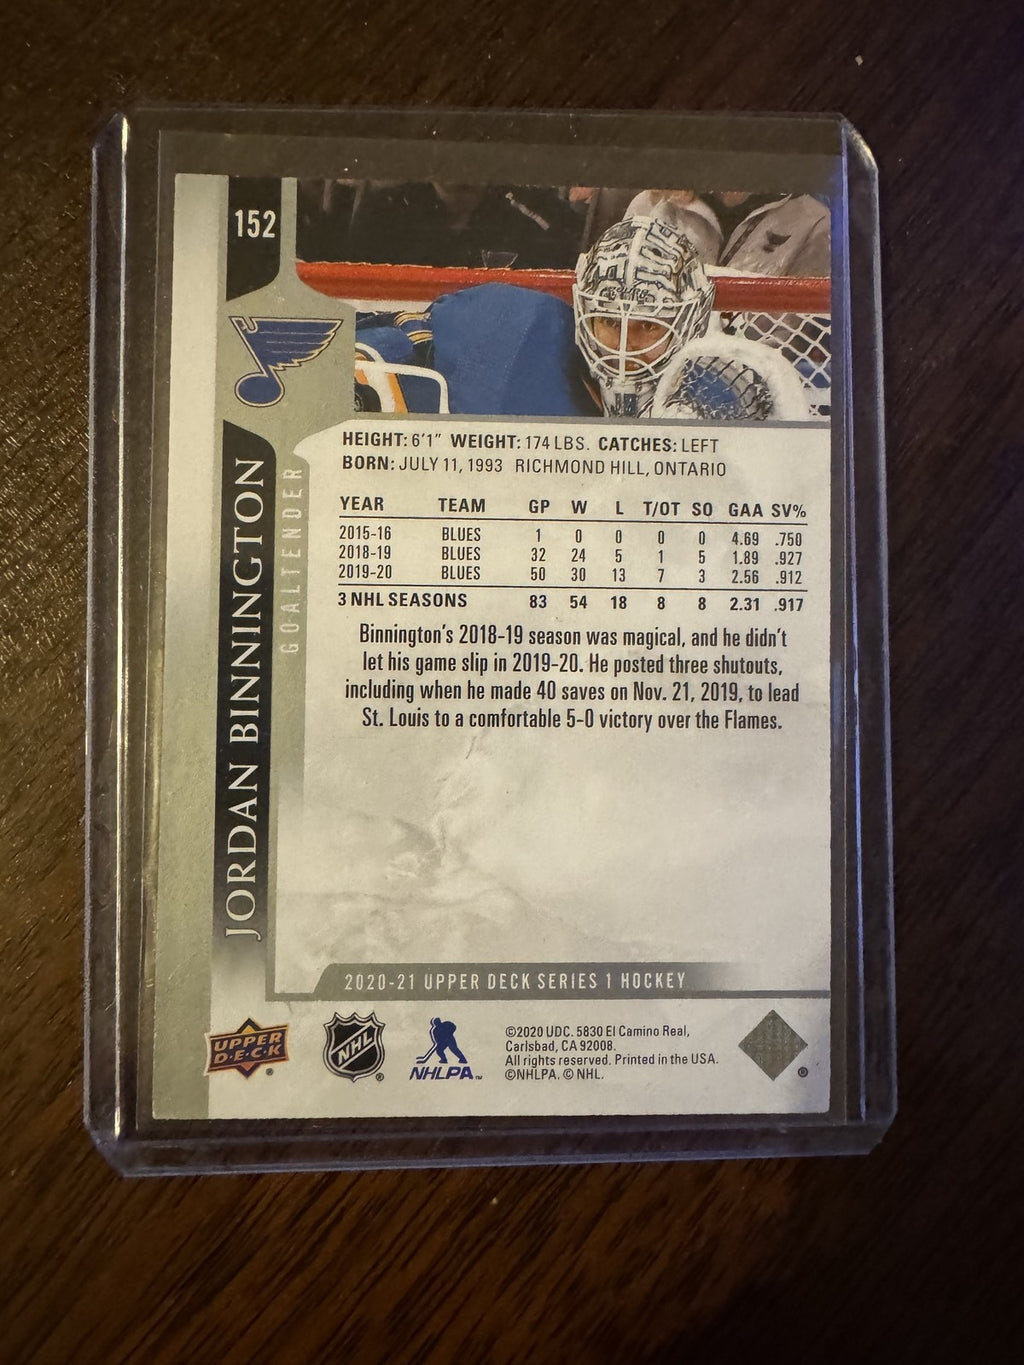 152
HEIGHT: 6'1" WEIGHT: 174 LBS. CATCHES: LEFT
BORN: JULY 11, 1993 RICHMOND HILL, ONTARIO
YEAR TEAM GP W L T/OT SO GAA SV%
2015-16 BLUES 1 0 0 0 0 4.69 .750
2018-19 BLUES 32 24 5 1 5 1.89 .927
2019-20 BLUES 50 30 13 7 3 2.56 .912
3 NHL SEASONS 83 54 18 8 8 2.31 .917
Binnington's 2018-19 season was magical, and he didn't
let his game slip in 2019-20. He posted three shutouts,
including when he made 40 saves on Nov. 21, 2019, to lead
St. Louis to a comfortable 5-0 victory over the Flames.
JORDAN BINNINGTON
GOALTENDER
2020-21 UPPER DECK SERIES 1 HOCKEY
UPPER
D·E·C·K
®
NHL
®
NHLPA™
©2020 UDC. 5830 El Camino Real,
Carlsbad, CA 92008.
All rights reserved. Printed in the USA.
©NHLPA. © NHL.
®